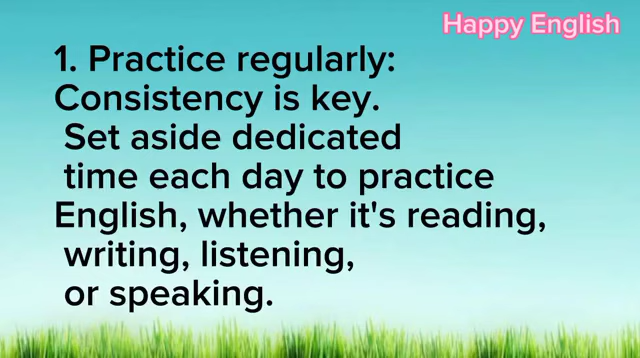 Happy English
1. Practice regularly:
Consistency is key.
Set aside dedicated
time each day to practice
English, whether it's reading,
writing, listening,
or speaking.